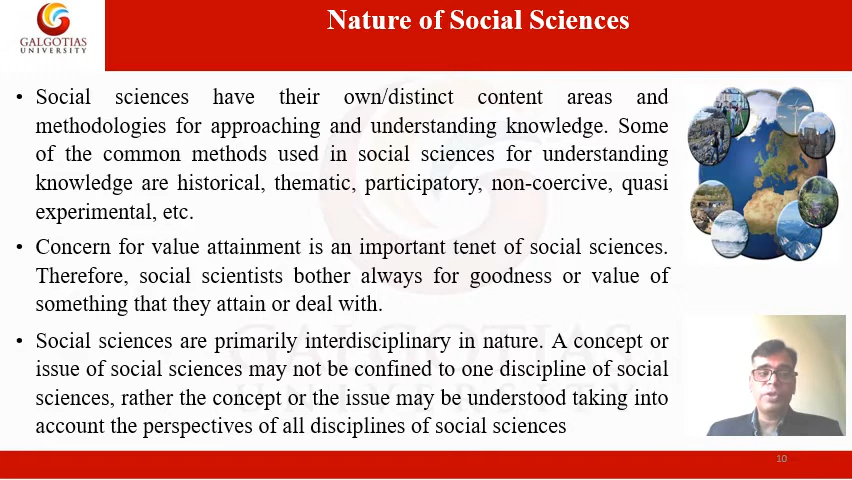 GALGOTIAS
UNIVERSITY
Nature of Social Sciences
• Social sciences have their own/distinct content areas and
methodologies for approaching and understanding knowledge. Some
of the common methods used in social sciences for understanding
knowledge are historical, thematic, participatory, non-coercive, quasi
experimental, etc.
• Concern for value attainment is an important tenet of social sciences.
Therefore, social scientists bother always for goodness or value of
something that they attain or deal with.
• Social sciences are primarily interdisciplinary in nature. A concept or
issue of social sciences may not be confined to one discipline of social
sciences, rather the concept or the issue may be understood taking into
account the perspectives of all disciplines of social sciences
GALGOTIAS
UNIVERSITY
10